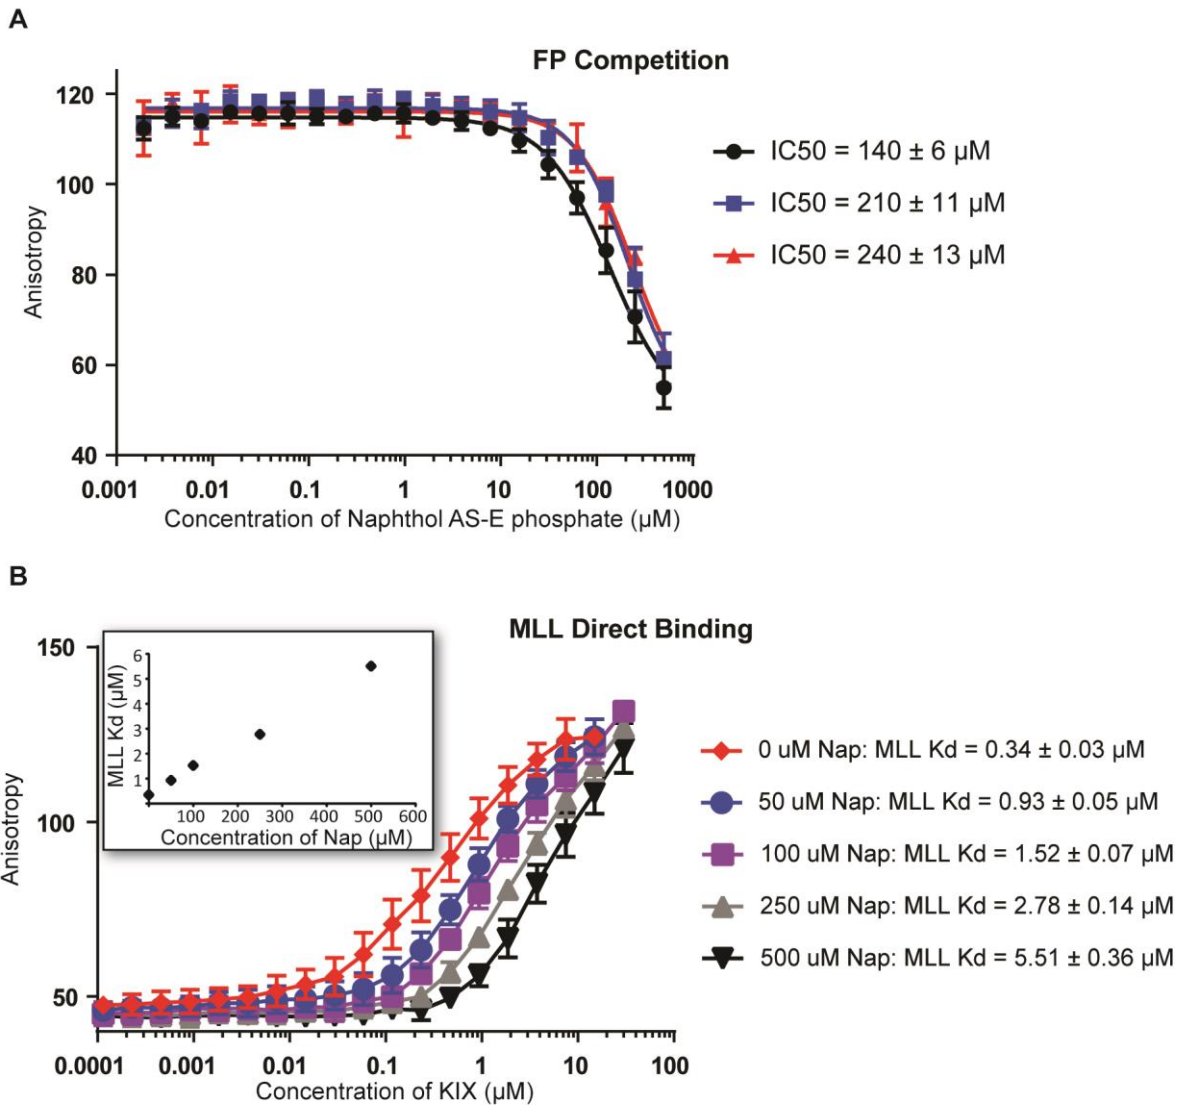 A
FP Competition
120
100
80
60
40
Anisotropy
0.001 0.01 0.1 1 10 100 1000
Concentration of Naphthol AS-E phosphate (µM)
IC50 = 140 ± 6 µM
IC50 = 210 ± 11 µM
IC50 = 240 ± 13 µM
B
MLL Direct Binding
150
100
50
Anisotropy
6
5
4
3
2
1
MLL Kd (µM)
100 200 300 400 500 600
Concentration of Nap (µM)
0.0001 0.01 0.1 1 10 100
Concentration of KIX (µM)
0 uM Nap: MLL Kd = 0.34 ± 0.03 µM
50 uM Nap: MLL Kd = 0.93 ± 0.05 µM
100 uM Nap: MLL Kd = 1.52 ± 0.07 µM
250 uM Nap: MLL Kd = 2.78 ± 0.14 µM
500 uM Nap: MLL Kd = 5.51 ± 0.36 µM